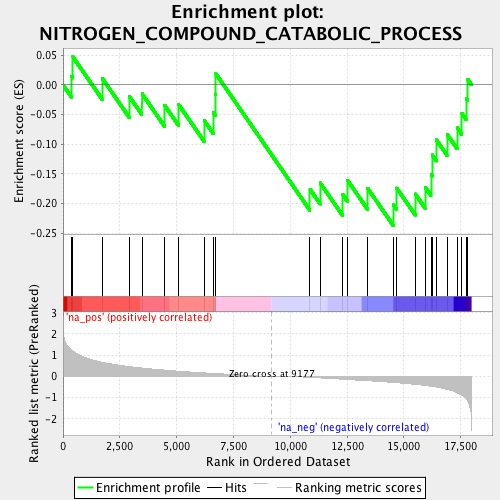 Enrichment plot:
NITROGEN_COMPOUND_CATABOLIC_PROCESS
Enrichment score (ES)
0.05
0.00
-0.05
-0.10
-0.15
-0.20
-0.25
'na_pos' (positively correlated)
Ranked list metric (PreRanked)
3
2
1
0
-1
-2
Zero cross at 9177
'na_neg' (negatively correlated)
0
2,500
5,000
7,500
10,000
12,500
15,000
17,500
Rank in Ordered Dataset
Enrichment profile
Hits
Ranking metric scores